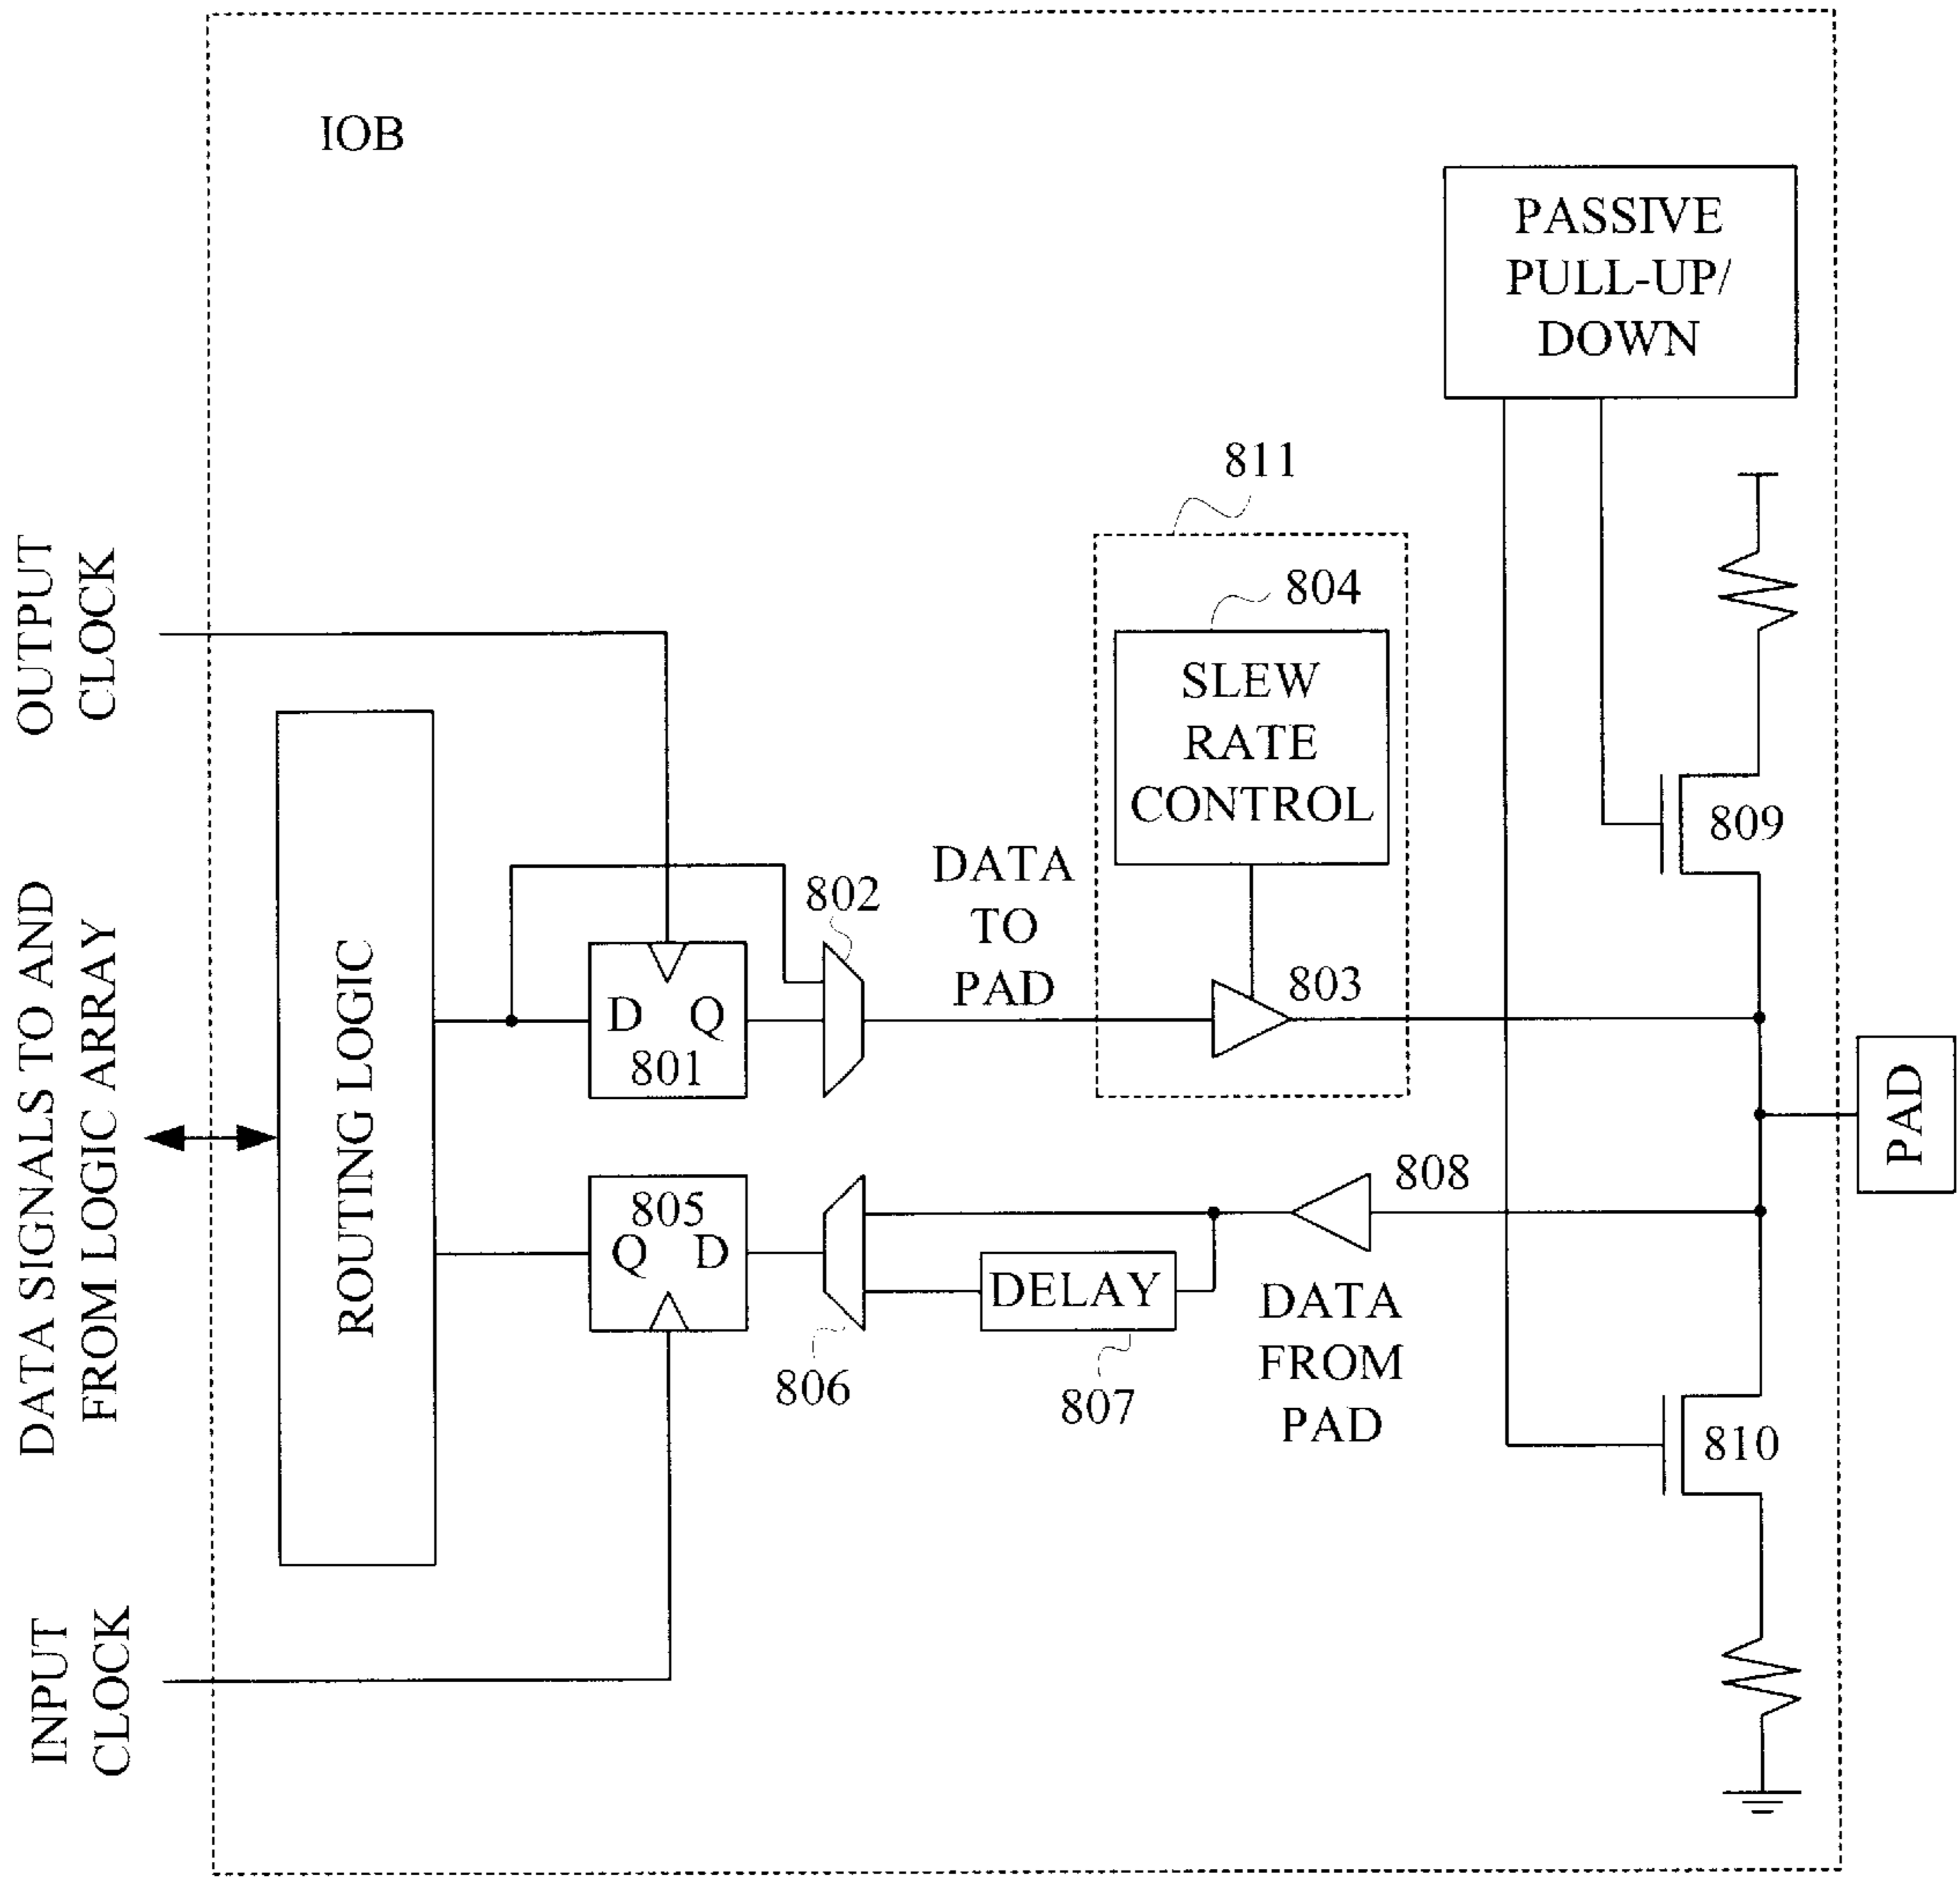 IOB
PASSIVE
PULL-UP/
DOWN
811
804
SLEW
RATE
CONTROL
OUTPUT
CLOCK
809
802
DATA
TO
PAD
803
D Q
801
DATA SIGNALS TO AND
FROM LOGIC ARRAY
ROUTING LOGIC
PAD
808
805
Q D
DELAY
806
807
DATA
FROM
PAD
810
INPUT
CLOCK